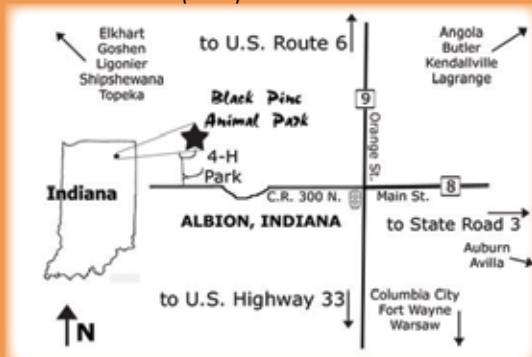 Elkhart
Goshen
Ligonier
Shipshewana
Topeka
to U.S. Route 6
Angola
Butler
Kendallville
Lagrange
Black Pine
Animal Park
9
Orange St.
4-H
Park
Indiana
C.R. 300 N.
Main St.
8
ALBION, INDIANA
to State Road 3
Auburn
Avilla
to U.S. Highway 33
Columbia City
Fort Wayne
Warsaw
N